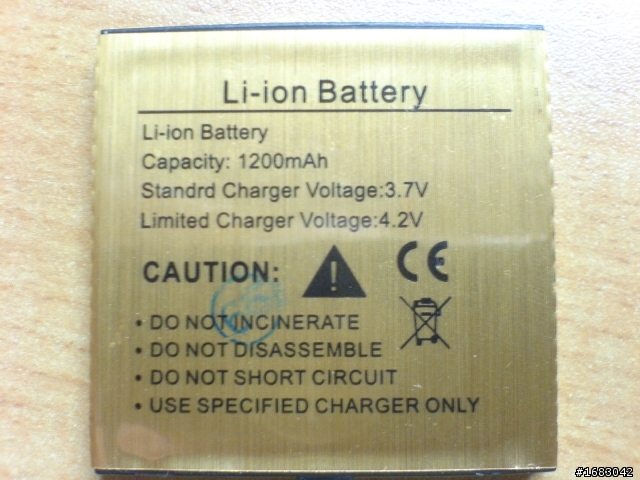 Li-ion Battery
Li-ion Battery
Capacity: 1200mAh
Standrd Charger Voltage:3.7V
Limited Charger Voltage:4.2V
CAUTION: ! CE
• DO NOT INCINERATE
• DO NOT DISASSEMBLE
• DO NOT SHORT CIRCUIT
• USE SPECIFIED CHARGER ONLY
#1683042